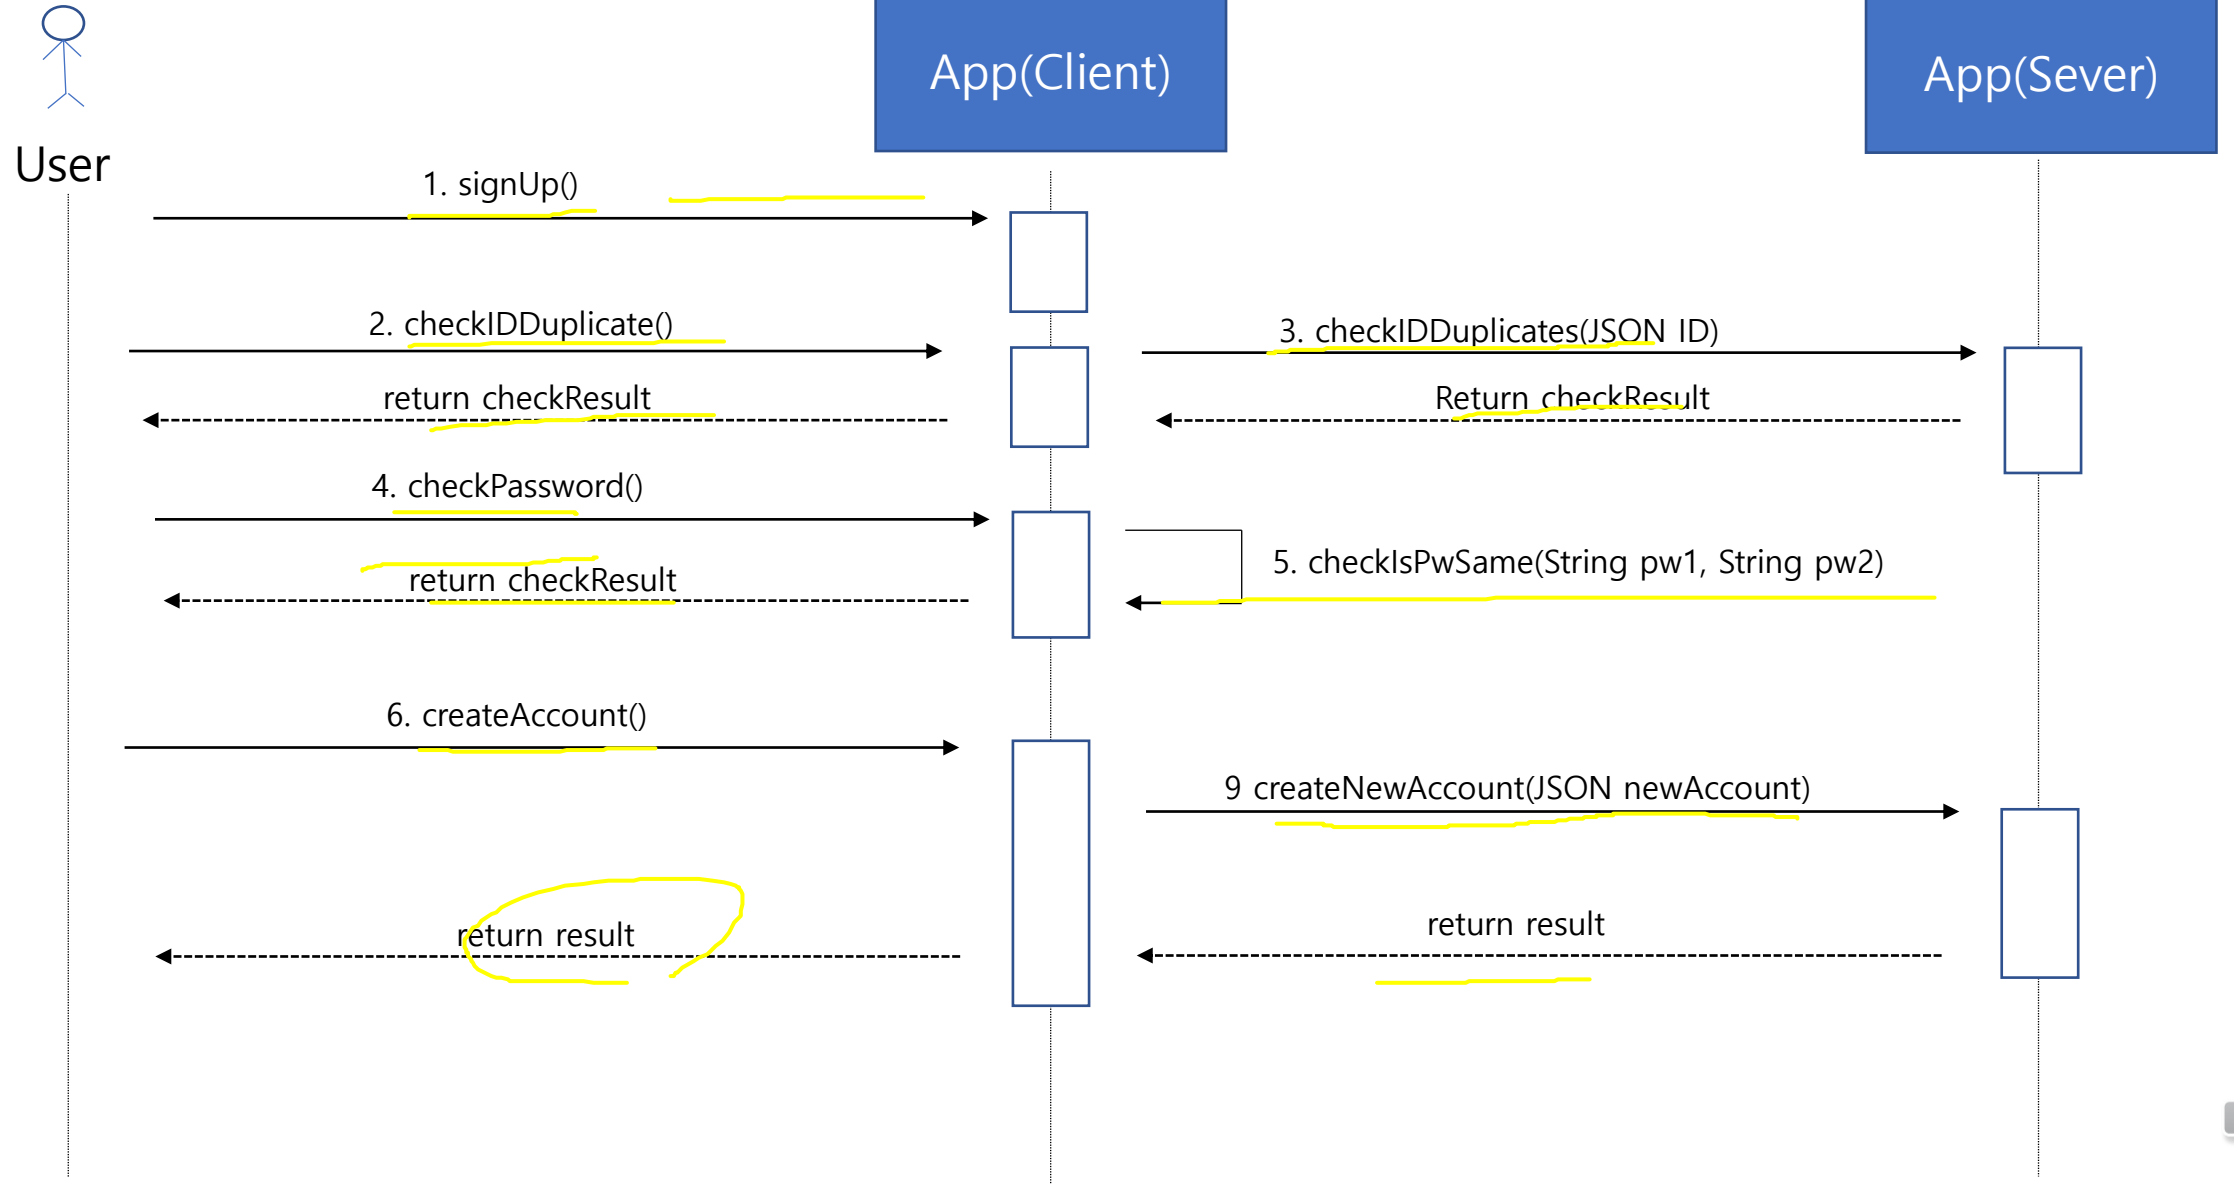 App(Client)
App(Sever)
User
1. signUp()
2. checkIDDuplicate()
3. checkIDDuplicates(JSON ID)
return checkResult
Return checkResult
4. checkPassword()
5. checkIsPwSame(String pw1, String pw2)
return checkResult
6. createAccount()
9 createNewAccount(JSON newAccount)
return result
return result